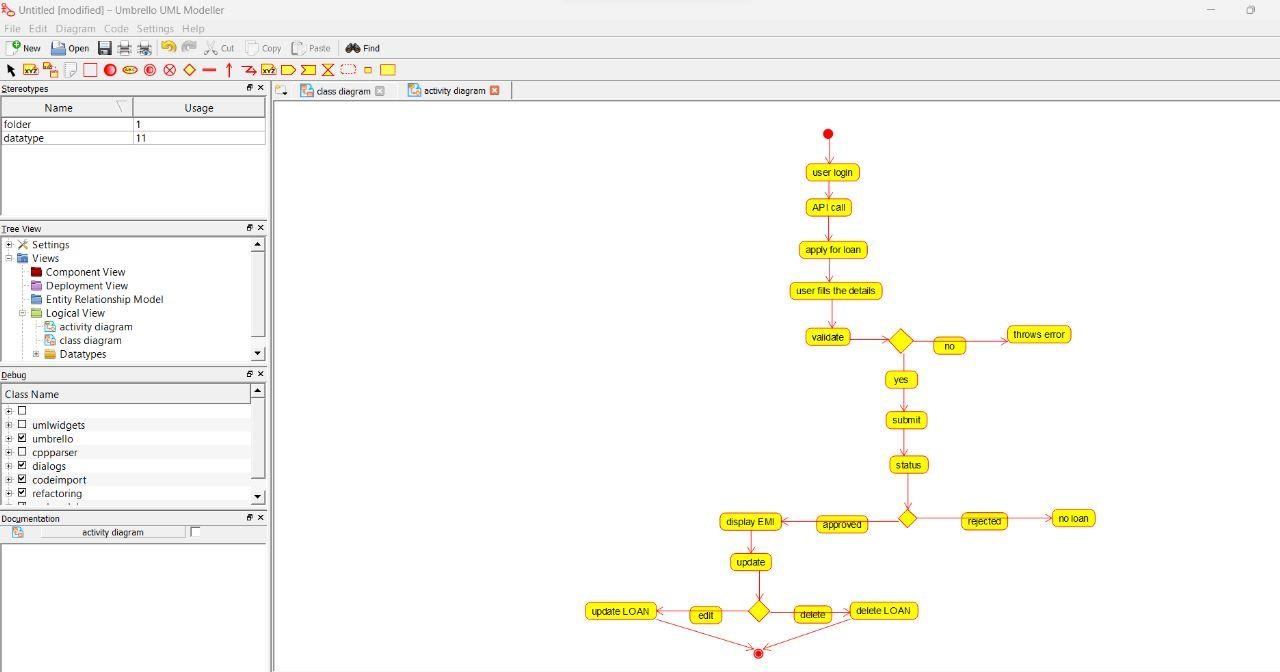 Untitled [modified] – Umbrello UML Modeller
File Edit Diagram Code Settings Help
New Open Cut Copy Paste Find
XYZ XYZ
Stereotypes
class diagram activity diagram
Name Usage
folder 1
datatype 11
Tree View
Settings
Views
Component View
Deployment View
Entity Relationship Model
Logical View
activity diagram
class diagram
Datatypes
Debug
Class Name
umlwidgets
umbrello
cppparser
dialogs
codeimport
refactoring
Documentation
activity diagram
user login
API call
apply for loan
user fills the details
validate
no
throws error
yes
submit
status
display EMI
approved
rejected
no loan
update
update LOAN
edit
delete
delete LOAN